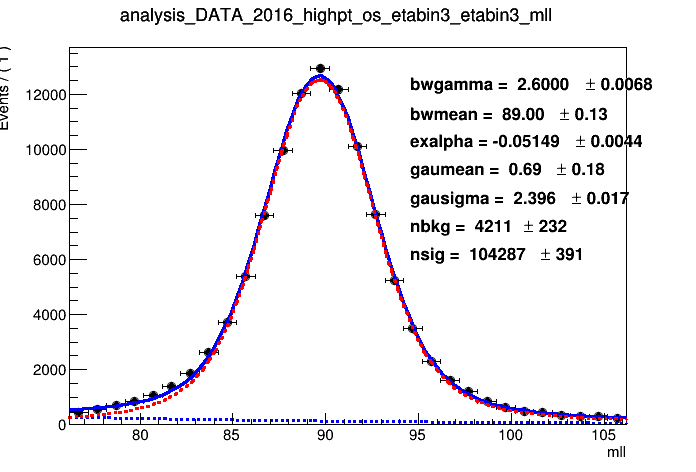 analysis_DATA_2016_highpt_os_etabin3_etabin3_mll
Events / ( 1 )
12000
10000
8000
6000
4000
2000
0
bwgamma = 2.6000 ± 0.0068
bwmean = 89.00 ± 0.13
exalpha = -0.05149 ± 0.0044
gaumean = 0.69 ± 0.18
gausigma = 2.396 ± 0.017
nbkg = 4211 ± 232
nsig = 104287 ± 391
80 85 90 95 100 105
mll